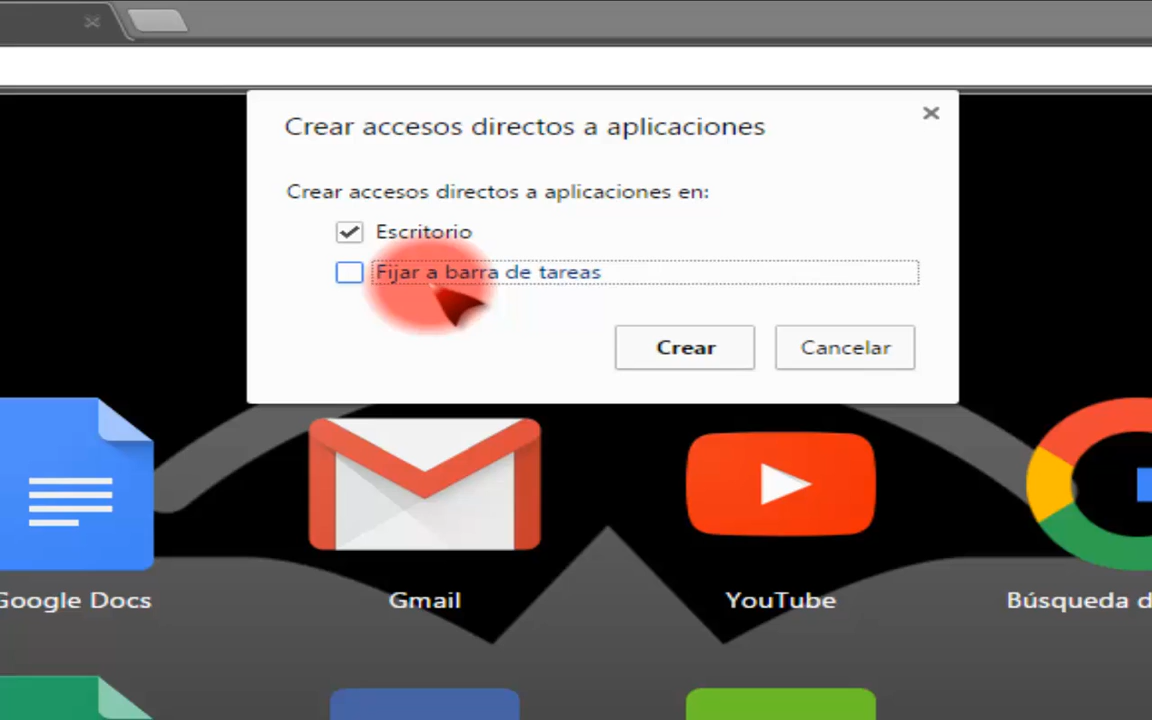 Crear accesos directos a aplicaciones
Crear accesos directos a aplicaciones en:
Escritorio
Fijar a barra de tareas
Crear
Cancelar
Google Docs
Gmail
YouTube
Búsqueda d